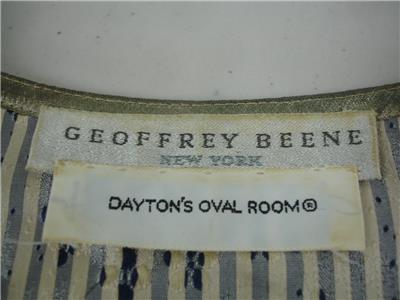 GEOFFREY BEENE
NEW YORK
DAYTON'S OVAL ROOM®